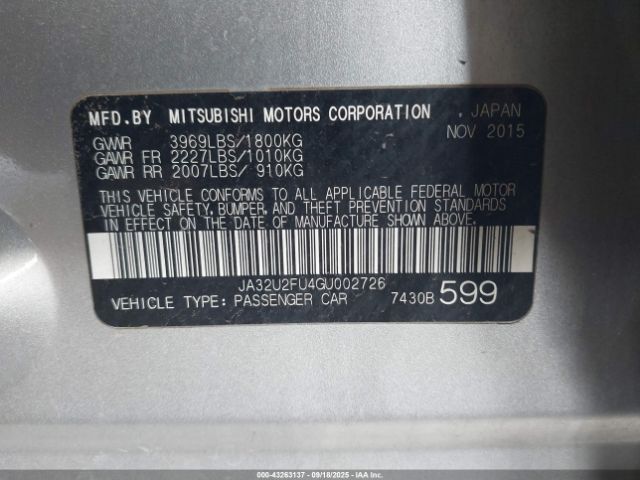 MFD.BY MITSUBISHI MOTORS CORPORATION , JAPAN
NOV 2015
GVWR 3969LBS/1800KG
GAWR FR 2227LBS/1010KG
GAWR RR 2007LBS/ 910KG
THIS VEHICLE CONFORMS TO ALL APPLICABLE FEDERAL MOTOR
VEHICLE SAFETY, BUMPER, AND THEFT PREVENTION STANDARDS
IN EFFECT ON THE DATE OF MANUFACTURE SHOWN ABOVE.
JA32U2FU4GU002726
VEHICLE TYPE: PASSENGER CAR 7430B 599
000-43263137 - 09/18/2025 - IAA Inc.